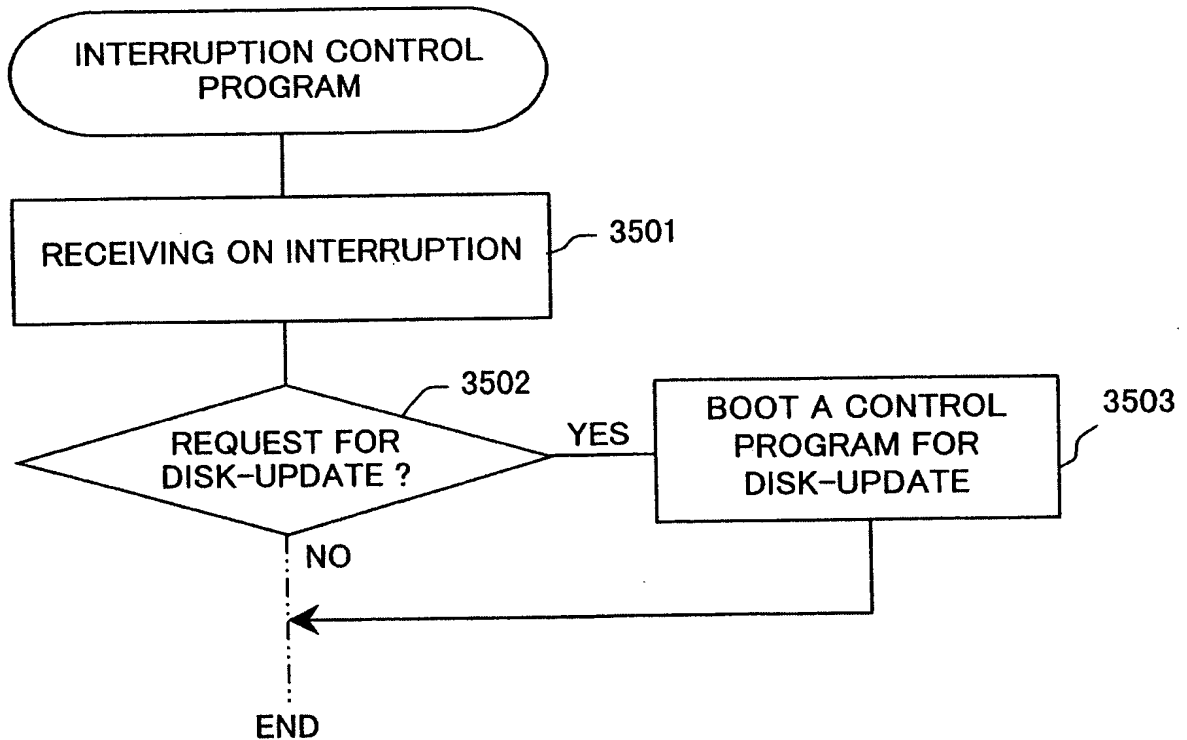 INTERRUPTION CONTROL
PROGRAM
RECEIVING ON INTERRUPTION
3501
3502
REQUEST FOR
DISK-UPDATE ?
YES
BOOT A CONTROL
PROGRAM FOR
DISK-UPDATE
3503
NO
END